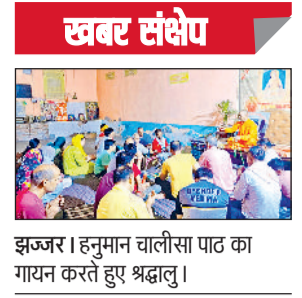 खबर संक्षेप
झज्जर। हनुमान चालीसा पाठ का
गायन करते हुए श्रद्धालु।